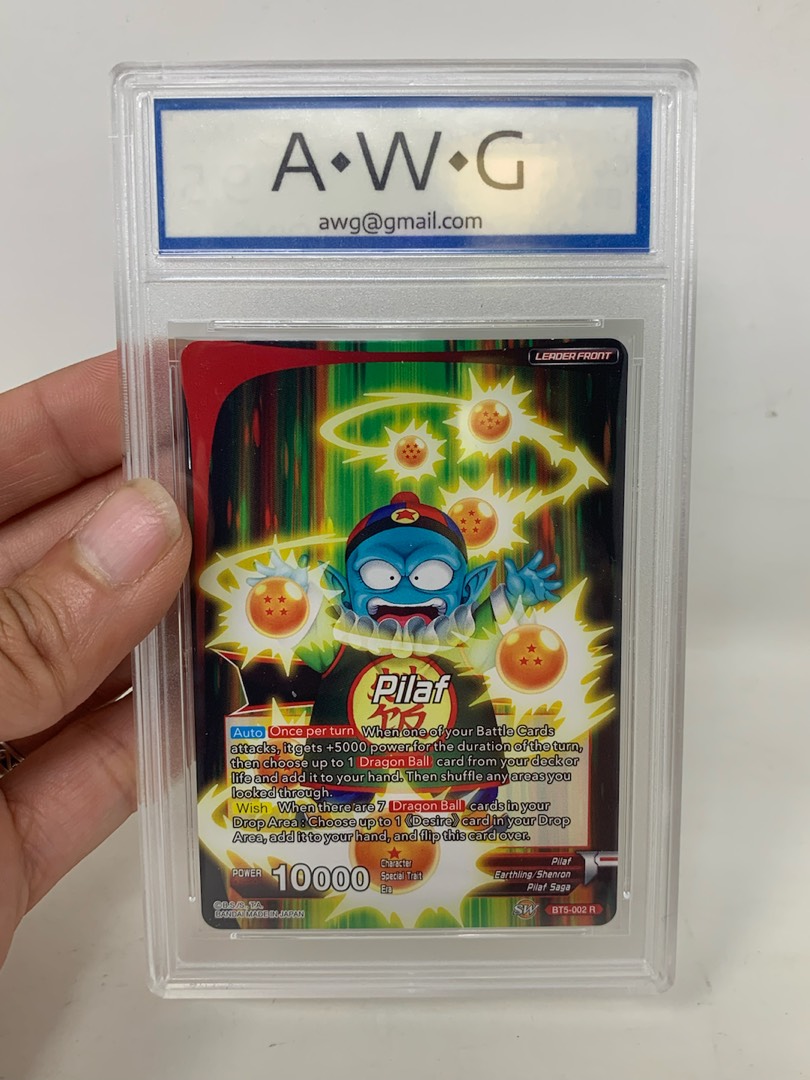 A◆W◆G
awg@gmail.com
LEADER FRONT
Pilaf
Auto Once per turn When one of your Battle Cards
attacks, it gets +5000 power for the duration of the turn,
then choose up to 1 Dragon Ball card from your deck or
life and add it to your hand. Then shuffle any areas you
looked through.
Wish When there are 7 Dragon Ball cards in your
Drop Area : Choose up to 1 《Desire》 card in your Drop
Area, add it to your hand, and flip this card over.
POWER 10000
Character Pilaf
Special Trait Earthling/Shenron
Era Pilaf Saga
©B.S./S., T.A.
BANDAI MADE IN JAPAN
SW BT5-002 R